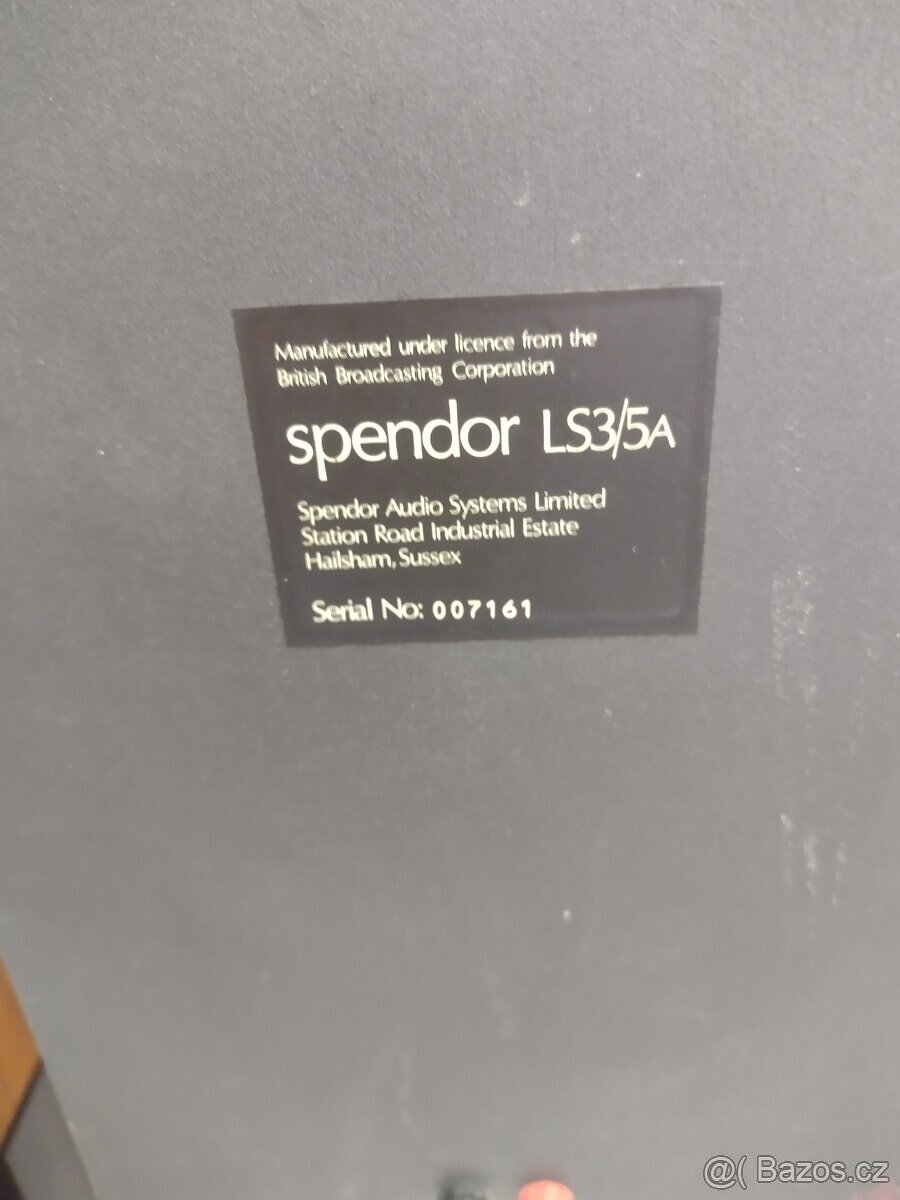 Manufactured under licence from the
British Broadcasting Corporation
spendor LS3/5A
Spendor Audio Systems Limited
Station Road Industrial Estate
Hailsham, Sussex
Serial No: 007161
@( Bazos.cz